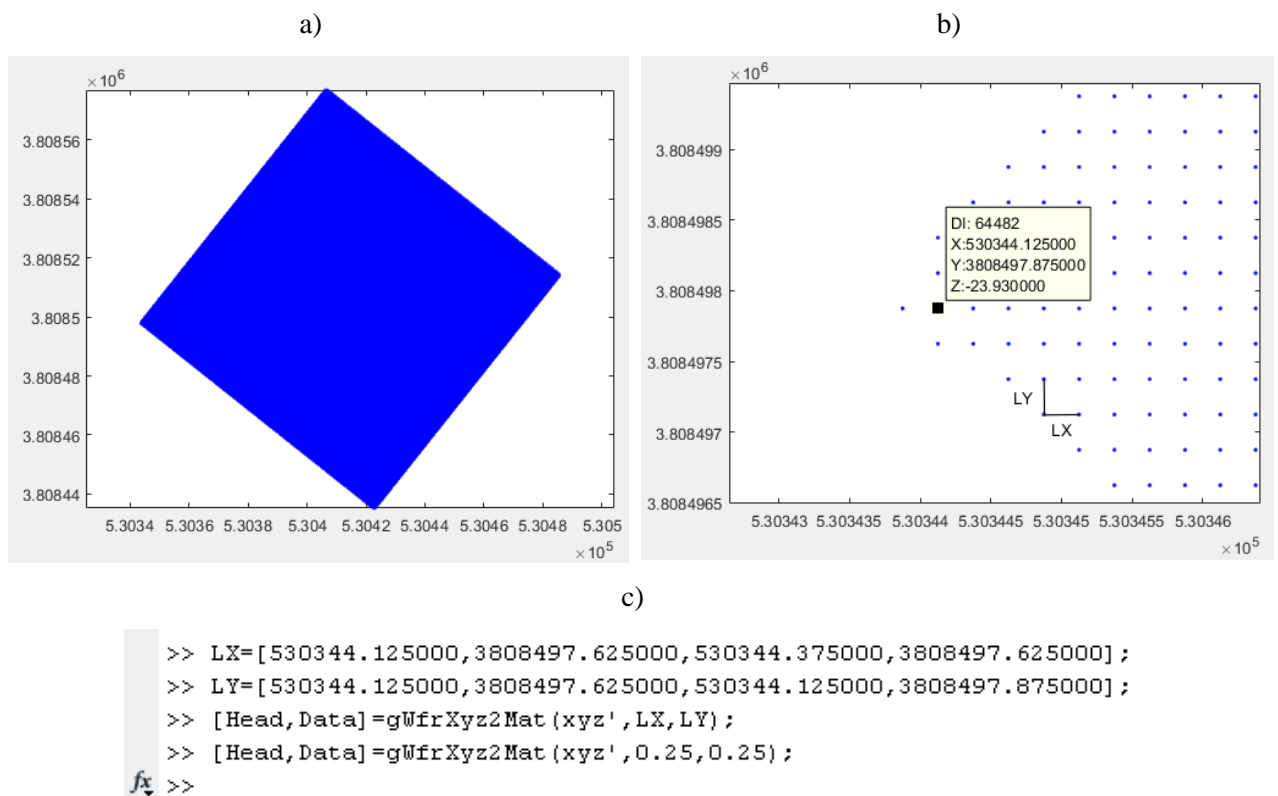 a)
b)
× 10^6
3.80856
3.80854
3.80852
3.8085
3.80848
3.80846
3.80844
5.3034 5.3036 5.3038 5.304 5.3042 5.3044 5.3046 5.3048 5.305
× 10^5
× 10^6
3.808499
3.8084985
3.808498
3.8084975
3.808497
3.8084965
DI: 64482
X:530344.125000
Y:3808497.875000
Z:-23.930000
LY
LX
5.30343 5.303435 5.30344 5.303445 5.30345 5.303455 5.30346
× 10^5
c)
>> LX=[530344.125000,3808497.625000,530344.375000,3808497.625000];
>> LY=[530344.125000,3808497.625000,530344.125000,3808497.875000];
>> [Head,Data]=gWfrXyz2Mat(xyz',LX,LY);
>> [Head,Data]=gWfrXyz2Mat(xyz',0.25,0.25);
fx >>